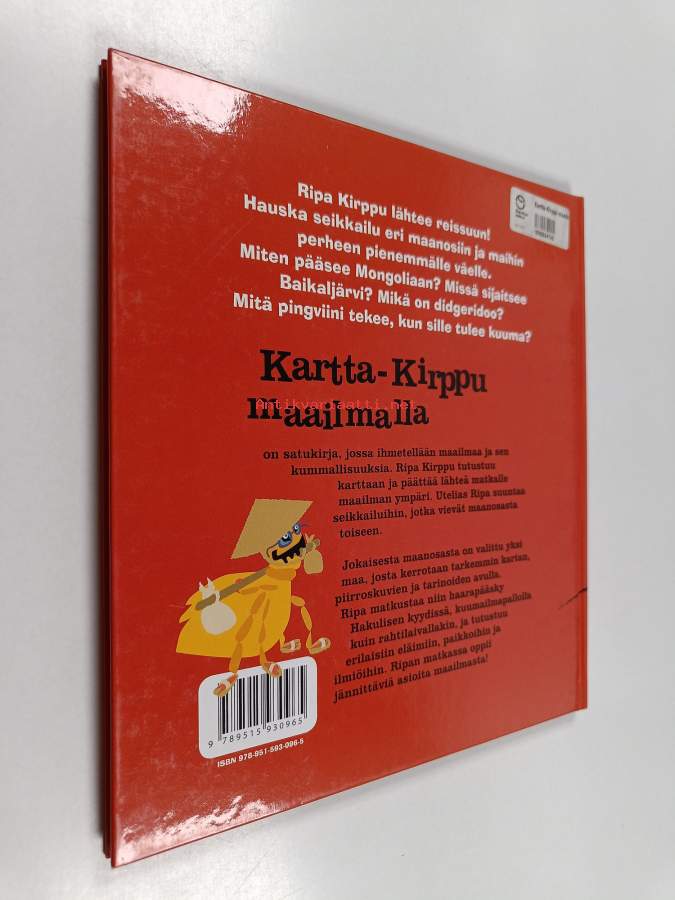 Ripa Kirppu lähtee reissuun!
Hauska seikkailu eri maanosiin ja maihin
perheen pienemmälle väelle.
Miten pääsee Mongoliaan? Missä sijaitsee
Baikaljärvi? Mikä on didgeridoo?
Mitä pingviini tekee, kun sille tulee kuuma?
Kartta-Kirppu
maailmalla
Antikvariaatti.net
on satukirja, jossa ihmetellään maailmaa ja sen
kummallisuuksia. Ripa Kirppu tutustuu
karttaan ja päättää lähteä matkalle
maailman ympäri. Utelias Ripa suuntaa
seikkailuihin, jotka vievät maanosasta
toiseen.
Jokaisesta maanosasta on valittu yksi
maa, josta kerrotaan tarkemmin kartan,
piirroskuvien ja tarinoiden avulla.
Ripa matkustaa niin haarapääsky
Hakulisen kyydissä, kuumailmapallolla
kuin rahtilaivallakin, ja tutustuu
erilaisiin eläimiin, paikkoihin ja
ilmiöihin. Ripan matkassa oppii
jännittäviä asioita maailmasta!
9 789515 930965
ISBN 978-951-593-096-5